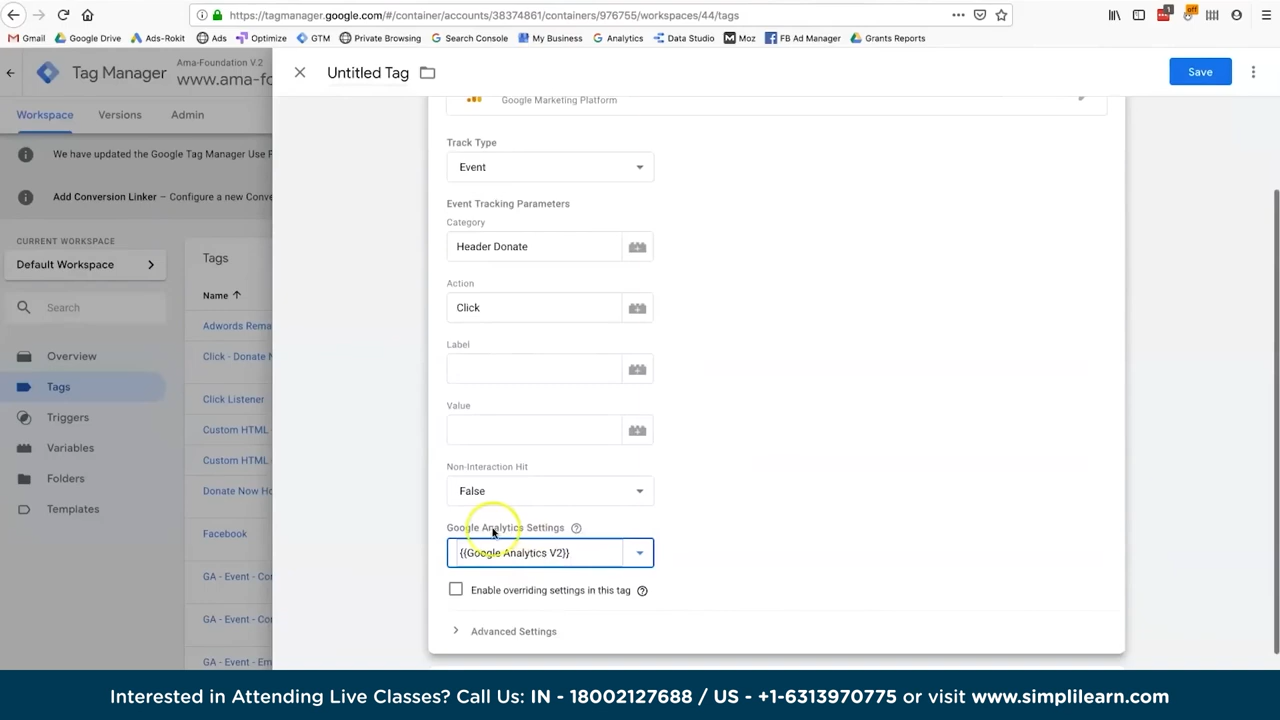 https://tagmanager.google.com/#/container/accounts/38374861/containers/976755/workspaces/44/tags
Gmail Google Drive Ads-Rokit Ads Optimize GTM Private Browsing Search Console My Business Analytics Data Studio Moz FB Ad Manager Grants Reports
Tag Manager
Ama-Foundation V.2
www.ama-fo
Untitled Tag
Save
Workspace Versions Admin
We have updated the Google Tag Manager Use P
Add Conversion Linker – Configure a new Conve
CURRENT WORKSPACE
Default Workspace
Search
Overview
Tags
Triggers
Variables
Folders
Templates
Tags
Name
Adwords Rema
Click - Donate N
Click Listener
Custom HTML
Custom HTML
Donate Now Ho
Facebook
GA - Event - Co
GA - Event - Co
GA - Event - Em
Google Marketing Platform
Track Type
Event
Event Tracking Parameters
Category
Header Donate
Action
Click
Label
Value
Non-Interaction Hit
False
Google Analytics Settings
{{Google Analytics V2}}
Enable overriding settings in this tag
Advanced Settings
Interested in Attending Live Classes? Call Us: IN - 18002127688 / US - +1-6313970775 or visit www.simplilearn.com